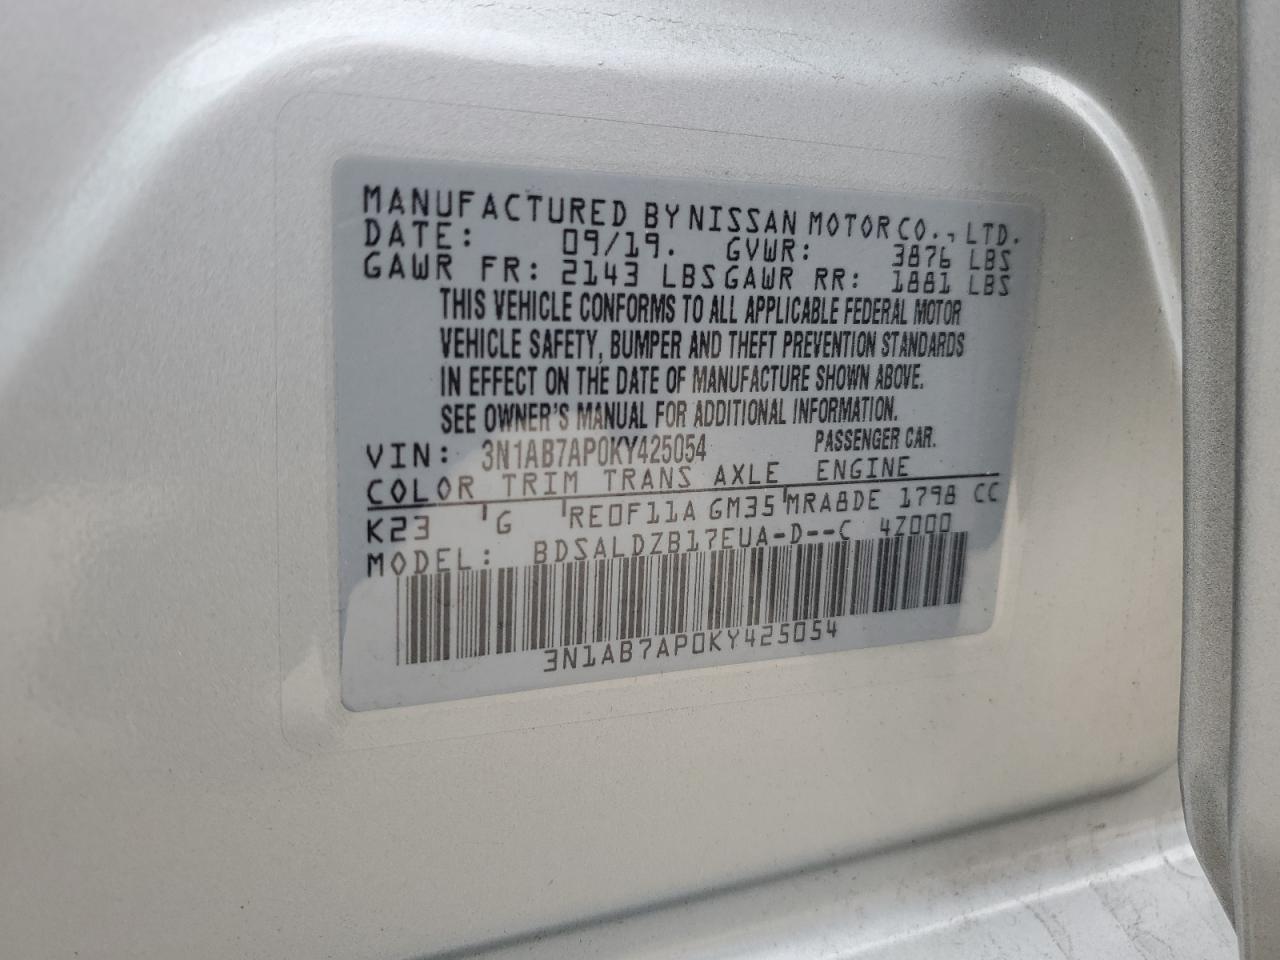 MANUFACTURED BY NISSAN MOTOR CO., LTD.
DATE: 09/19. GVWR: 3876 LBS
GAWR FR: 2143 LBS GAWR RR: 1881 LBS
THIS VEHICLE CONFORMS TO ALL APPLICABLE FEDERAL MOTOR
VEHICLE SAFETY, BUMPER AND THEFT PREVENTION STANDARDS
IN EFFECT ON THE DATE OF MANUFACTURE SHOWN ABOVE.
SEE OWNER'S MANUAL FOR ADDITIONAL INFORMATION.
VIN: 3N1AB7AP0KY425054 PASSENGER CAR.
COLOR TRIM TRANS AXLE ENGINE
K23 G RE0F11A GM35 MRA8DE 1798 CC
MODEL: BDSALDZB17EUA-D--C 4Z000
3N1AB7AP0KY425054